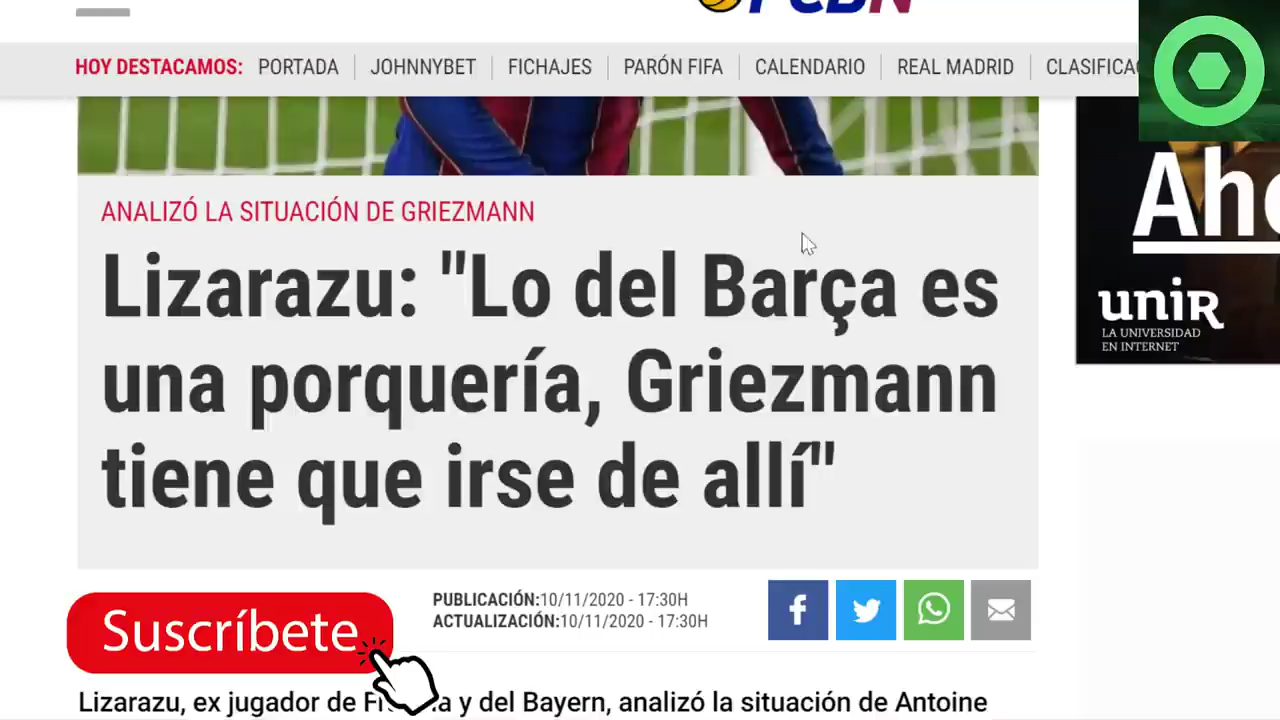 FCBN
HOY DESTACAMOS: PORTADA JOHNNYBET FICHAJES PARÓN FIFA CALENDARIO REAL MADRID
ANALIZÓ LA SITUACIÓN DE GRIEZMANN
Lizarazu: "Lo del Barça es
una porquería, Griezmann
tiene que irse de allí"
unir
LA UNIVERSIDAD
EN INTERNET
PUBLICACIÓN:10/11/2020 - 17:30H
ACTUALIZACIÓN:10/11/2020 - 17:30H
Suscríbete
Lizarazu, ex jugador de y del Bayern, analizó la situación de Antoine